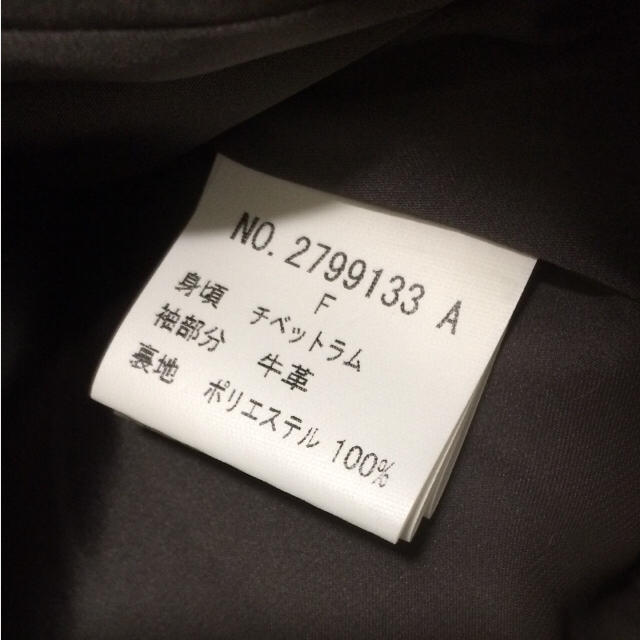 NO. 2799133 A
F
身頃 チベットラム
袖部分 牛革
裏地 ポリエステル 100%